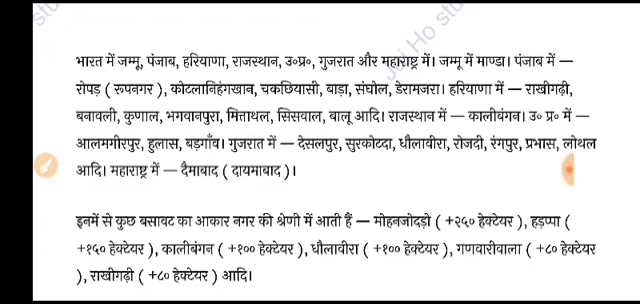 भारत में जम्मू, पंजाब, हरियाणा, राजस्थान, उ०प्र०, गुजरात और महाराष्ट्र में। जम्मू में माण्डा। पंजाब में —
रोपड़ ( रूपनगर ), कोटलानिहंगखान, चकछियासी, बाड़ा, संघोल, डेरामजरा। हरियाणा में — राखीगढ़ी,
बनावली, कुणाल, भगवानपुरा, मित्ताथल, सिसवाल, वालू आदि। राजस्थान में — कालीबंगन। उ० प्र० में —
आलमगीरपुर, हुलास, बड़गाँव। गुजरात में — देसलपुर, सुरकोटदा, धौलावीरा, रोजदी, रंगपुर, प्रभास, लोथल
आदि। महाराष्ट्र में — दैमाबाद ( दायमाबाद )।
इनमें से कुछ बसावट का आकार नगर की श्रेणी में आती हैं — मोहनजोदड़ो ( +२५० हेक्टेयर ), हड़प्पा (
+१५० हेक्टेयर ), कालीबंगन ( +१०० हेक्टेयर ), धौलावीरा ( +१०० हेक्टेयर ), गणवारीवाला ( +८० हेक्टेयर
), राखीगढ़ी ( +८० हेक्टेयर ) आदि।